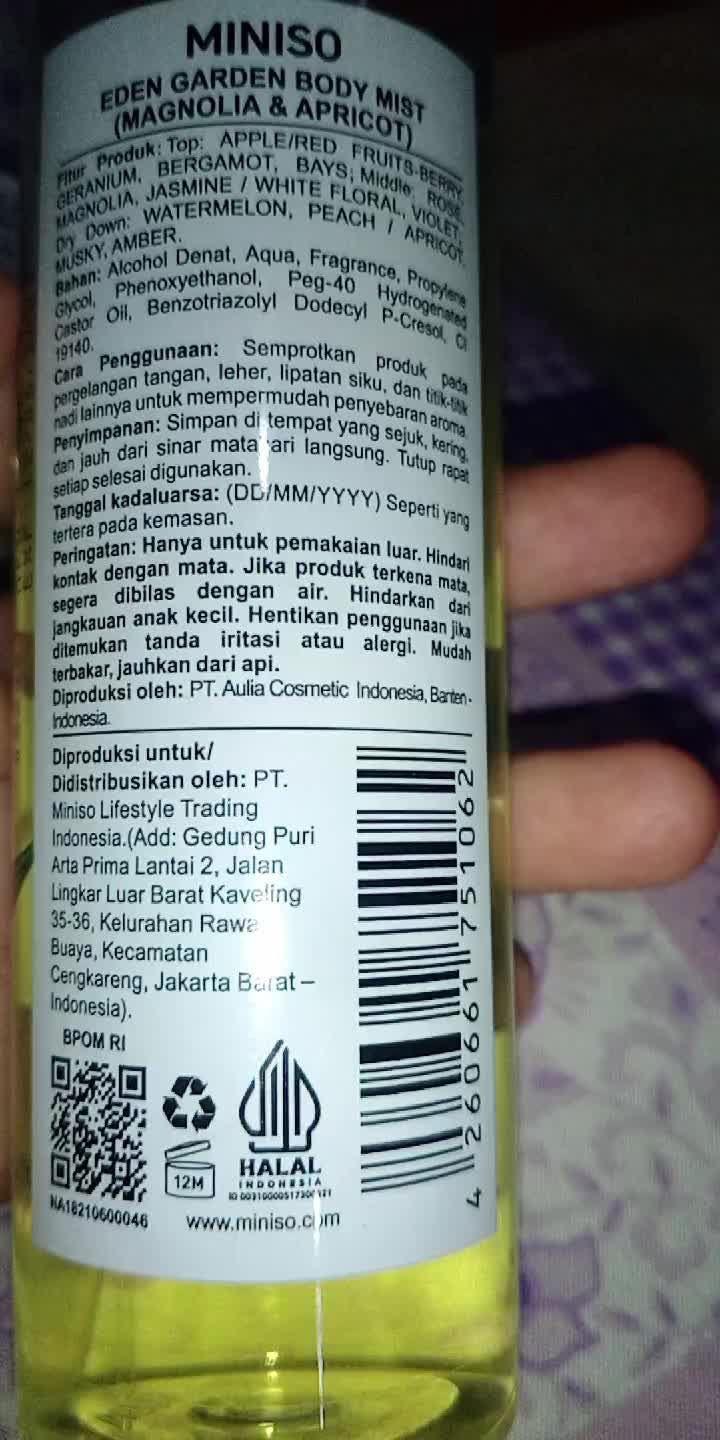 MINISO
EDEN GARDEN BODY MIST
(MAGNOLIA & APRICOT)
Fitur Produk: Top: APPLE/RED FRUITS-BERRY,
GERANIUM, BERGAMOT, BAYS; Middle: ROSE,
MAGNOLIA, JASMINE / WHITE FLORAL, VIOLET,
Dry Down: WATERMELON, PEACH / APRICOT,
MUSKY, AMBER.
Bahan: Alcohol Denat, Aqua, Fragrance, Propylene
Glycol, Phenoxyethanol, Peg-40 Hydrogenated
Castor Oil, Benzotriazolyl Dodecyl P-Cresol, CI
19140.
Cara Penggunaan: Semprotkan produk pada
pergelangan tangan, leher, lipatan siku, dan titik-titik
nadi lainnya untuk mempermudah penyebaran aroma.
Penyimpanan: Simpan di tempat yang sejuk, kering,
dan jauh dari sinar matahari langsung. Tutup rapat
setiap selesai digunakan.
Tanggal kadaluarsa: (DD/MM/YYYY) Seperti yang
tertera pada kemasan.
Peringatan: Hanya untuk pemakaian luar. Hindari
kontak dengan mata. Jika produk terkena mata,
segera dibilas dengan air. Hindarkan dari
jangkauan anak kecil. Hentikan penggunaan jika
ditemukan tanda iritasi atau alergi. Mudah
terbakar, jauhkan dari api.
Diproduksi oleh: PT. Aulia Cosmetic Indonesia, Banten-
Indonesia.
Diproduksi untuk/
Didistribusikan oleh: PT.
Miniso Lifestyle Trading
Indonesia.(Add: Gedung Puri
Arta Prima Lantai 2, Jalan
Lingkar Luar Barat Kaveling
35-36, Kelurahan Rawa
Buaya, Kecamatan
Cengkareng, Jakarta Barat –
Indonesia).
BPOM RI
NA18210600046
12M
HALAL
INDONESIA
www.miniso.com
4260661751062